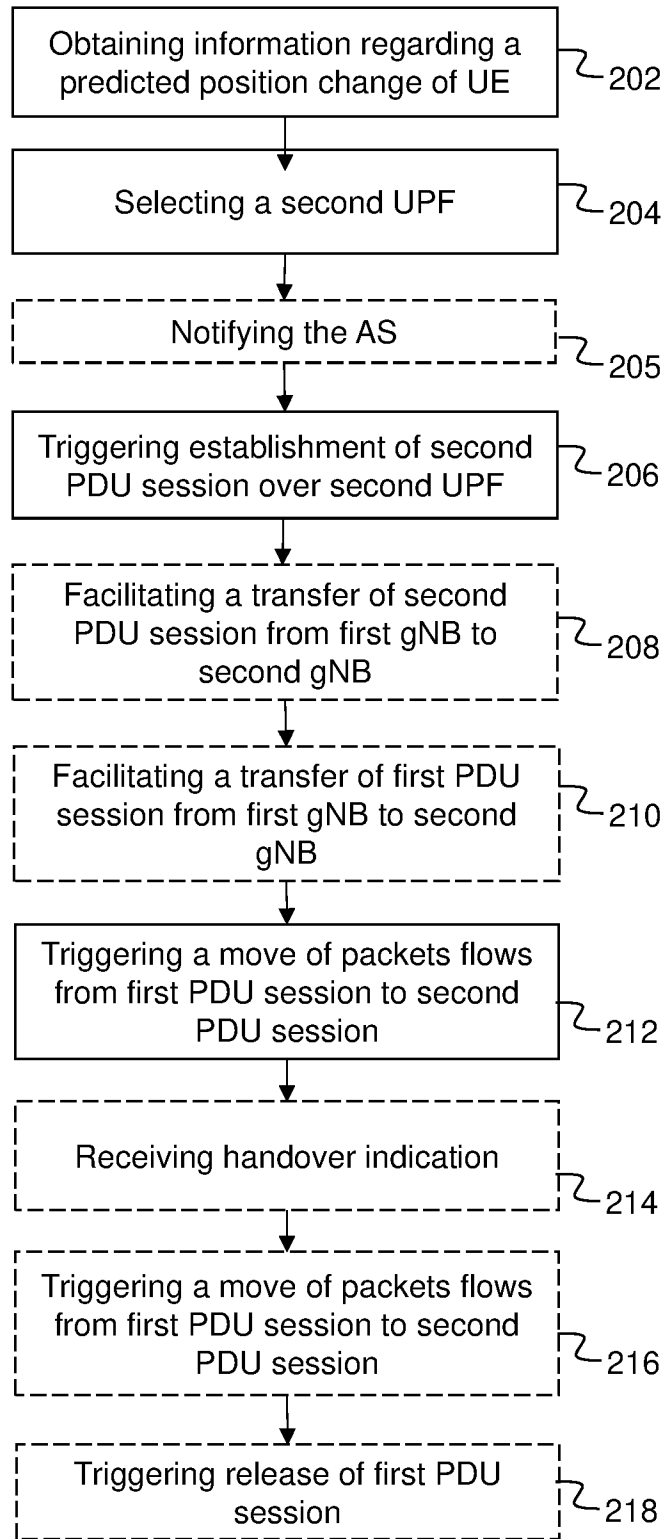 Obtaining information regarding a
predicted position change of UE
202
Selecting a second UPF
204
Notifying the AS
205
Triggering establishment of second
PDU session over second UPF
206
Facilitating a transfer of second
PDU session from first gNB to
second gNB
208
Facilitating a transfer of first PDU
session from first gNB to second
gNB
210
Triggering a move of packets flows
from first PDU session to second
PDU session
212
Receiving handover indication
214
Triggering a move of packets flows
from first PDU session to second
PDU session
216
Triggering release of first PDU
session
218